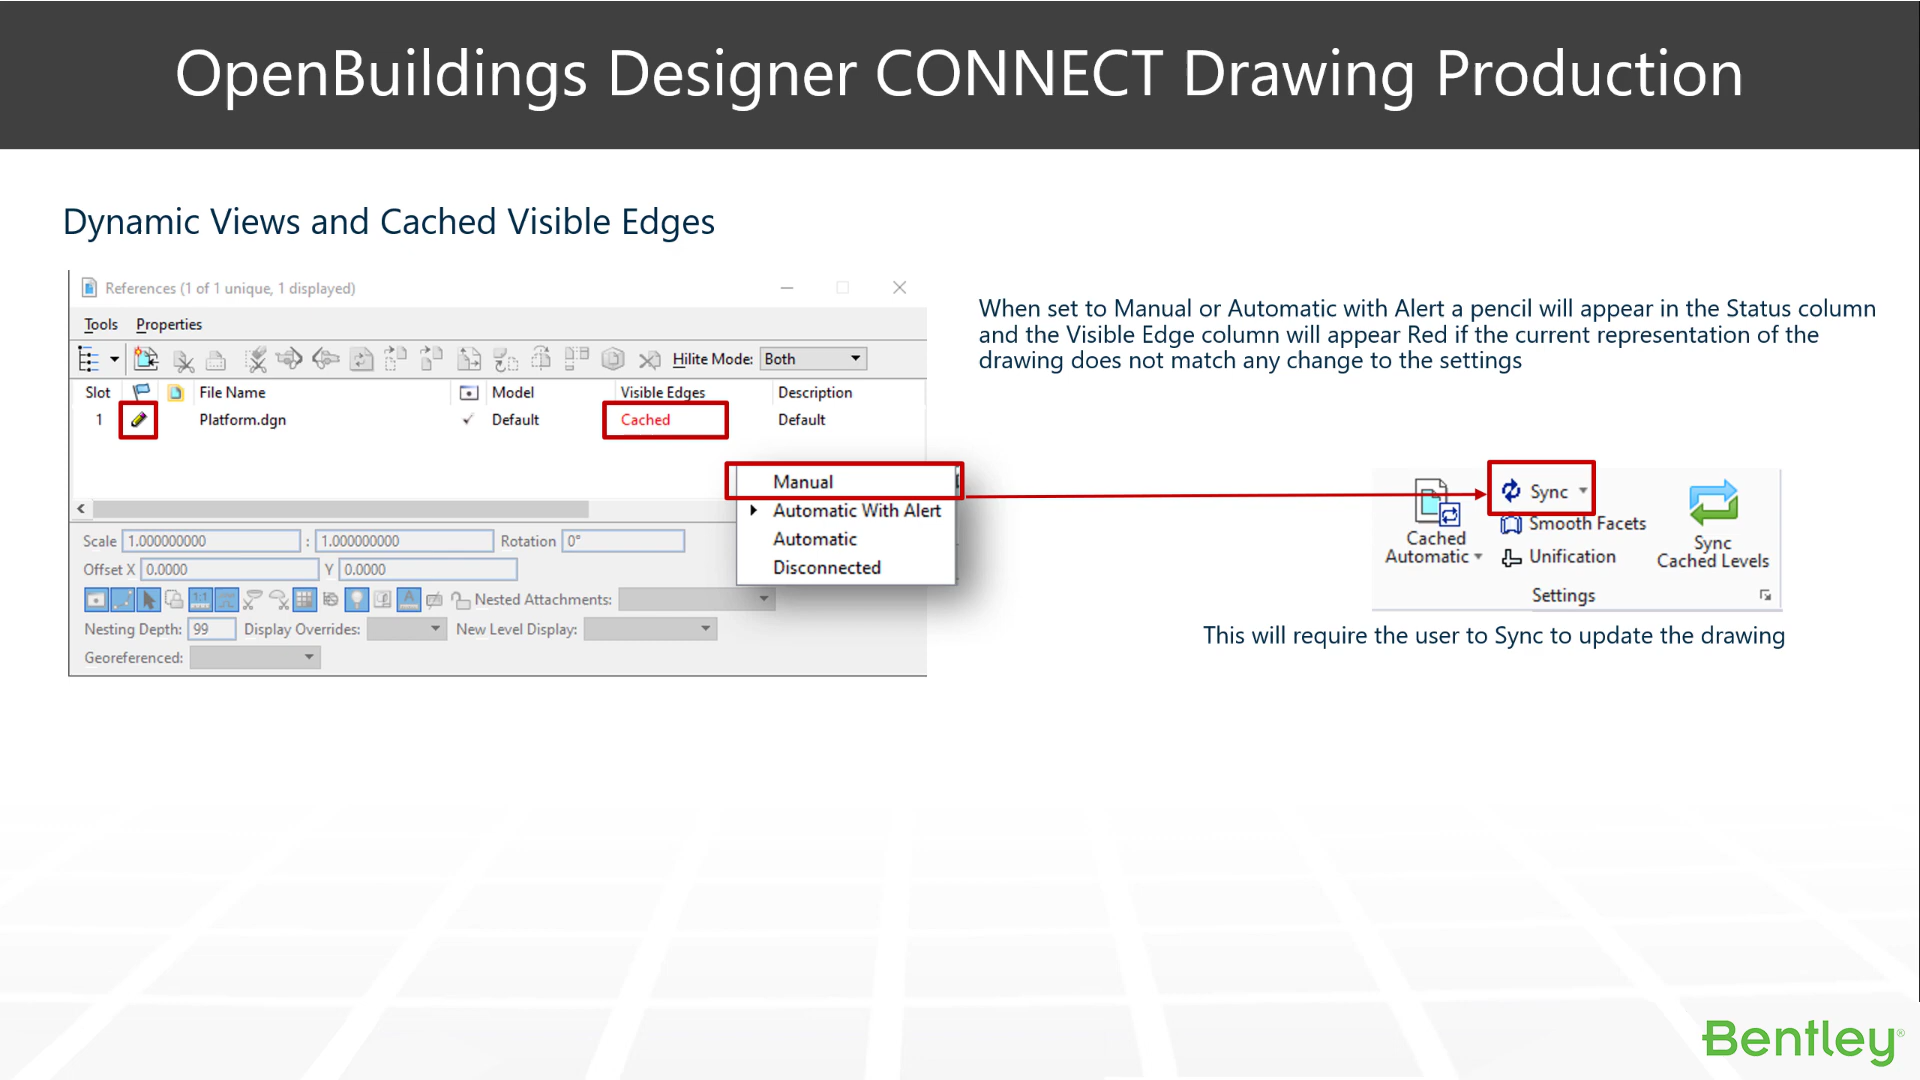 OpenBuildings Designer CONNECT Drawing Production
Dynamic Views and Cached Visible Edges
References (1 of 1 unique, 1 displayed)
Tools Properties
Hilite Mode: Both
Slot File Name Model Visible Edges Description
1 Platform.dgn Default Cached Default
Manual
Automatic With Alert
Automatic
Disconnected
Scale 1.000000000 : 1.000000000 Rotation 0°
Offset X 0.0000 Y 0.0000
1:1 Nested Attachments:
Nesting Depth: 99 Display Overrides: New Level Display:
Georeferenced:
When set to Manual or Automatic with Alert a pencil will appear in the Status column
and the Visible Edge column will appear Red if the current representation of the
drawing does not match any change to the settings
Cached
Automatic
Sync
Smooth Facets
Unification
Sync
Cached Levels
Settings
This will require the user to Sync to update the drawing
Bentley®